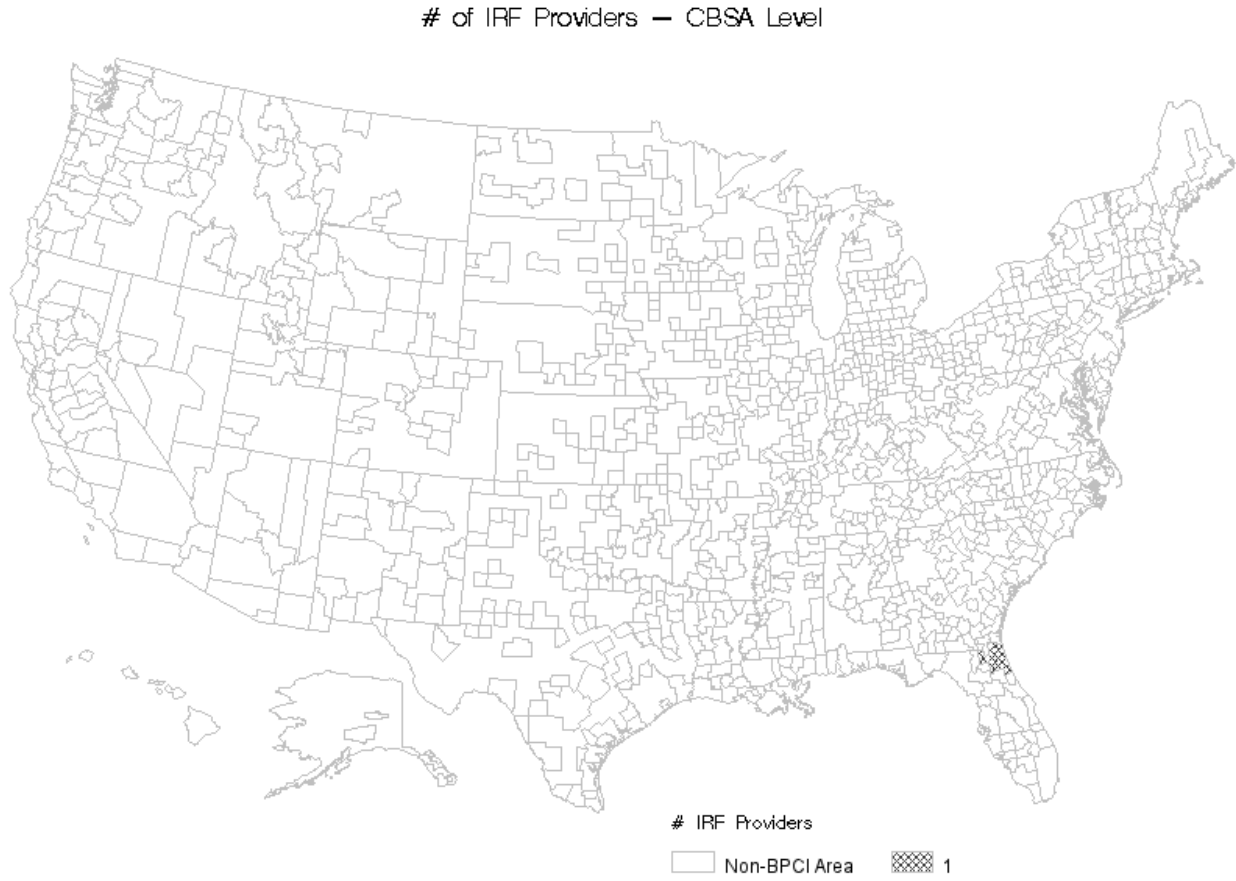 # of IRF Providers — CBSA Level
# IRF Providers
Non-BPCI Area 1